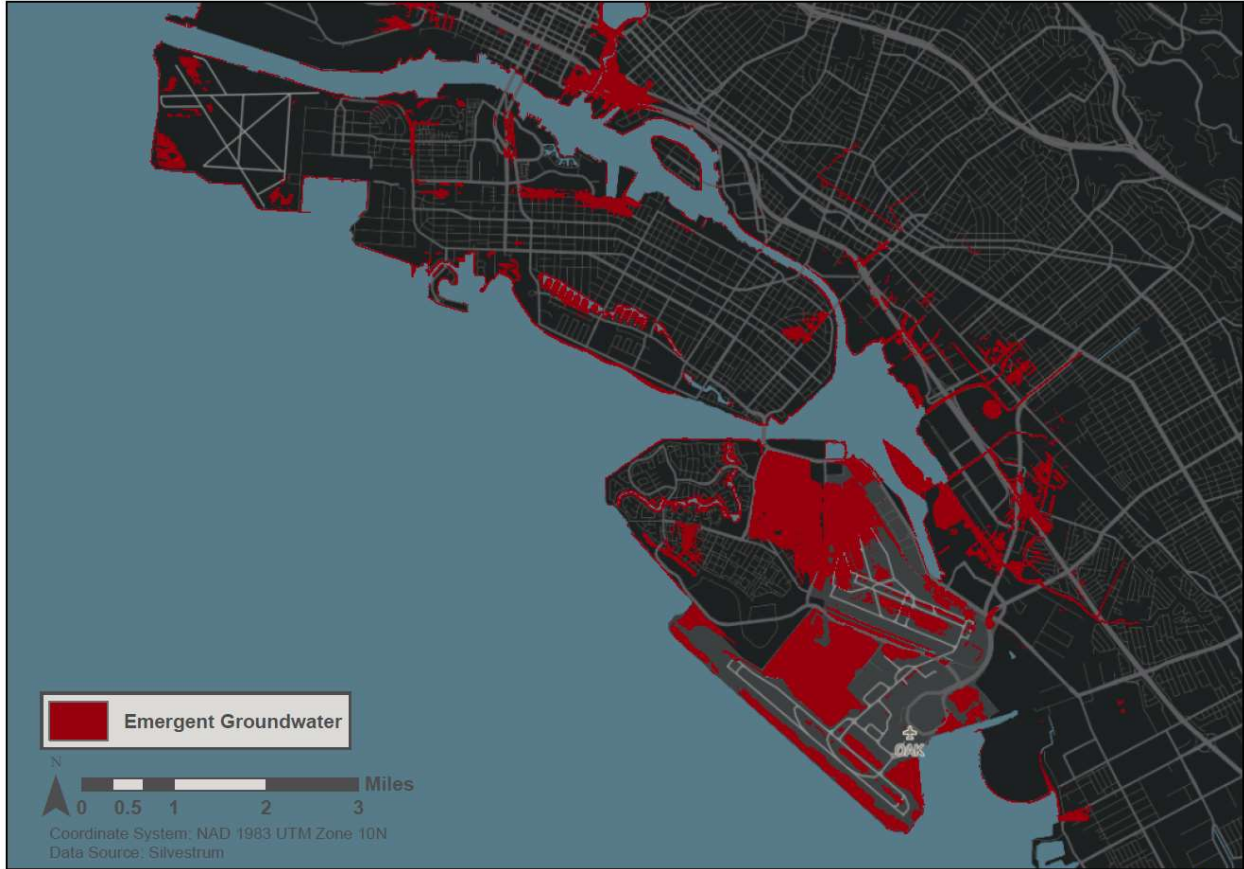 OAK
Emergent Groundwater
N
Miles
0 0.5 1 2 3
Coordinate System: NAD 1983 UTM Zone 10N
Data Source: Silvestrum